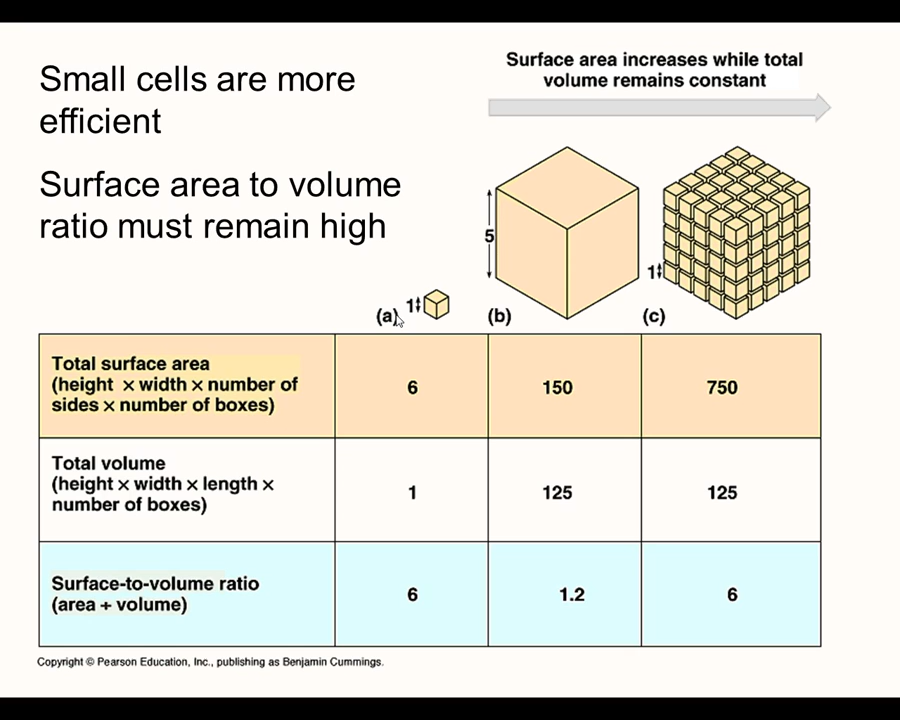 Small cells are more
efficient
Surface area to volume
ratio must remain high
Surface area increases while total
volume remains constant
5
1
1
(a)
(b)
(c)
Total surface area
(height × width × number of
sides × number of boxes)
6
150
750
Total volume
(height × width × length ×
number of boxes)
1
125
125
Surface-to-volume ratio
(area ÷ volume)
6
1.2
6
Copyright © Pearson Education, Inc., publishing as Benjamin Cummings.